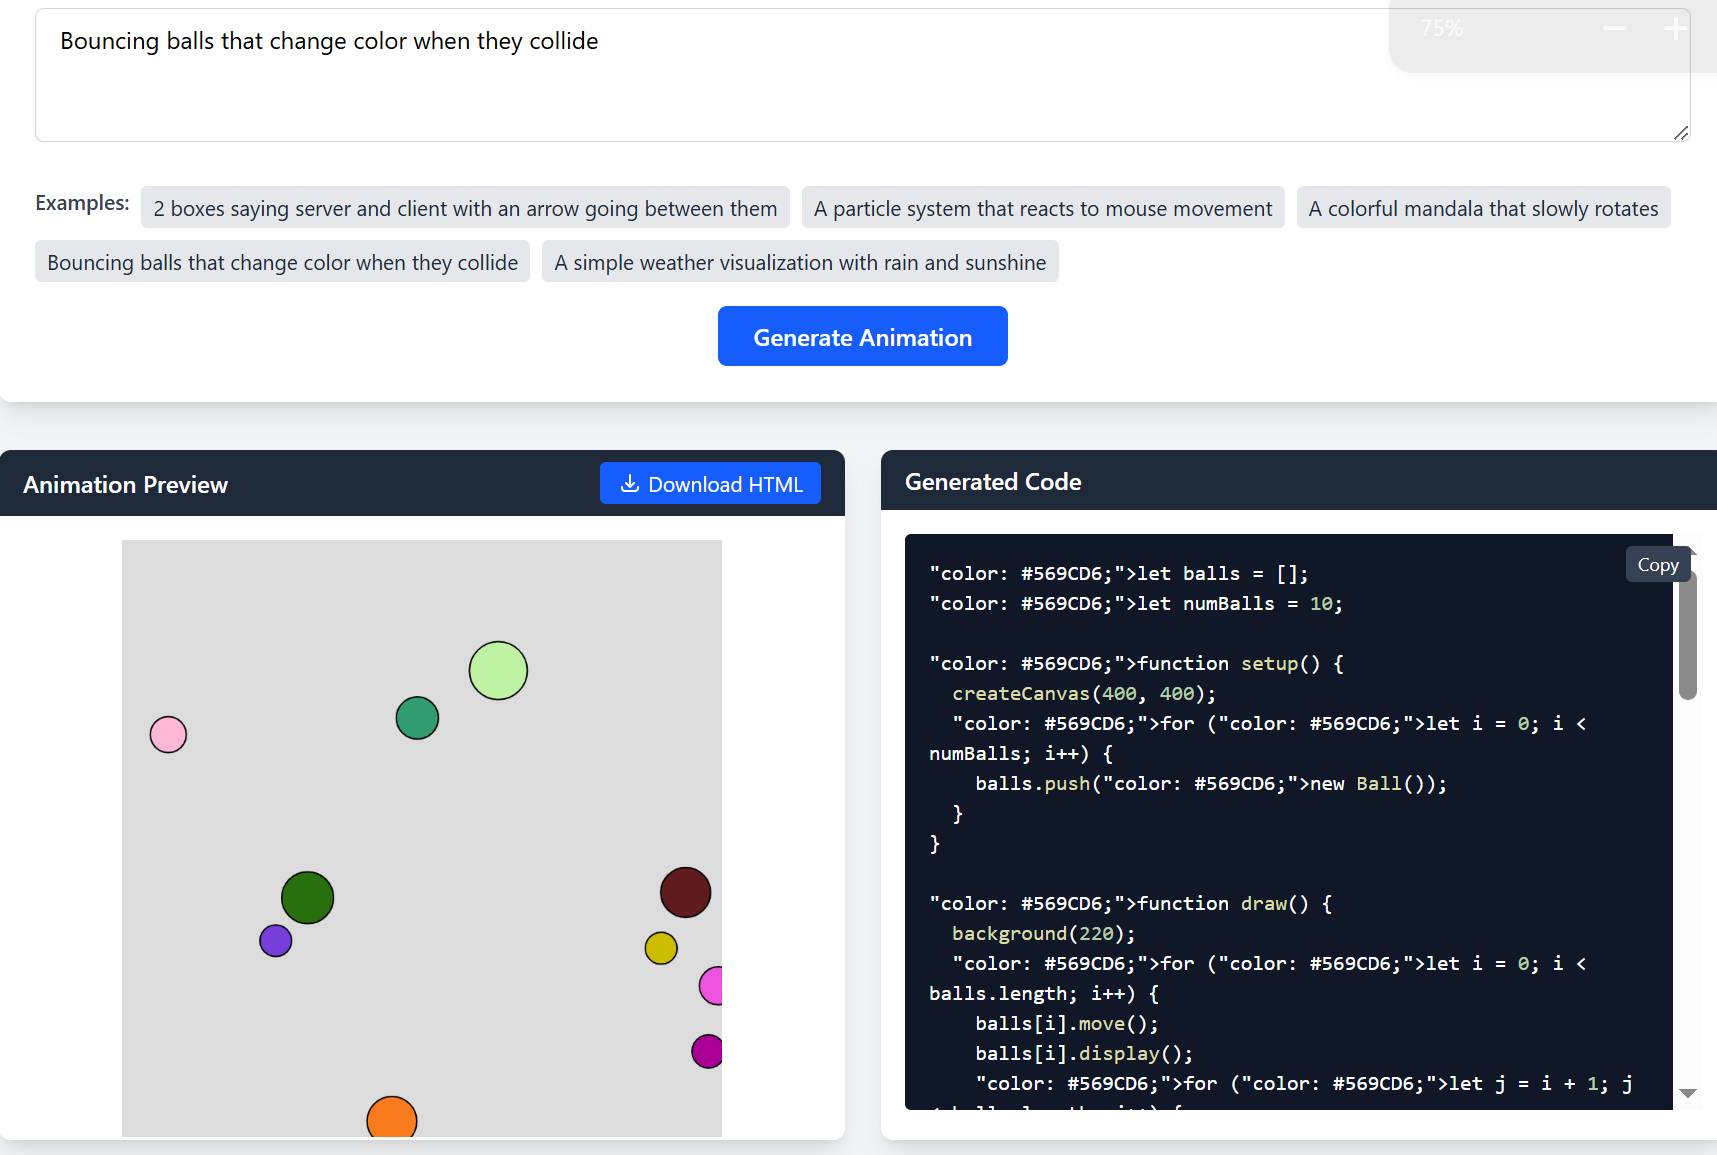 Bouncing balls that change color when they collide
75%
Examples:
2 boxes saying server and client with an arrow going between them
A particle system that reacts to mouse movement
A colorful mandala that slowly rotates
Bouncing balls that change color when they collide
A simple weather visualization with rain and sunshine
Generate Animation
Animation Preview
Download HTML
Generated Code
Copy
"color: #569CD6;">let balls = [];
"color: #569CD6;">let numBalls = 10;
"color: #569CD6;">function setup() {
createCanvas(400, 400);
"color: #569CD6;">for ("color: #569CD6;">let i = 0; i <
numBalls; i++) {
balls.push("color: #569CD6;">new Ball());
}
}
"color: #569CD6;">function draw() {
background(220);
"color: #569CD6;">for ("color: #569CD6;">let i = 0; i <
balls.length; i++) {
balls[i].move();
balls[i].display();
"color: #569CD6;">for ("color: #569CD6;">let j = i + 1; j